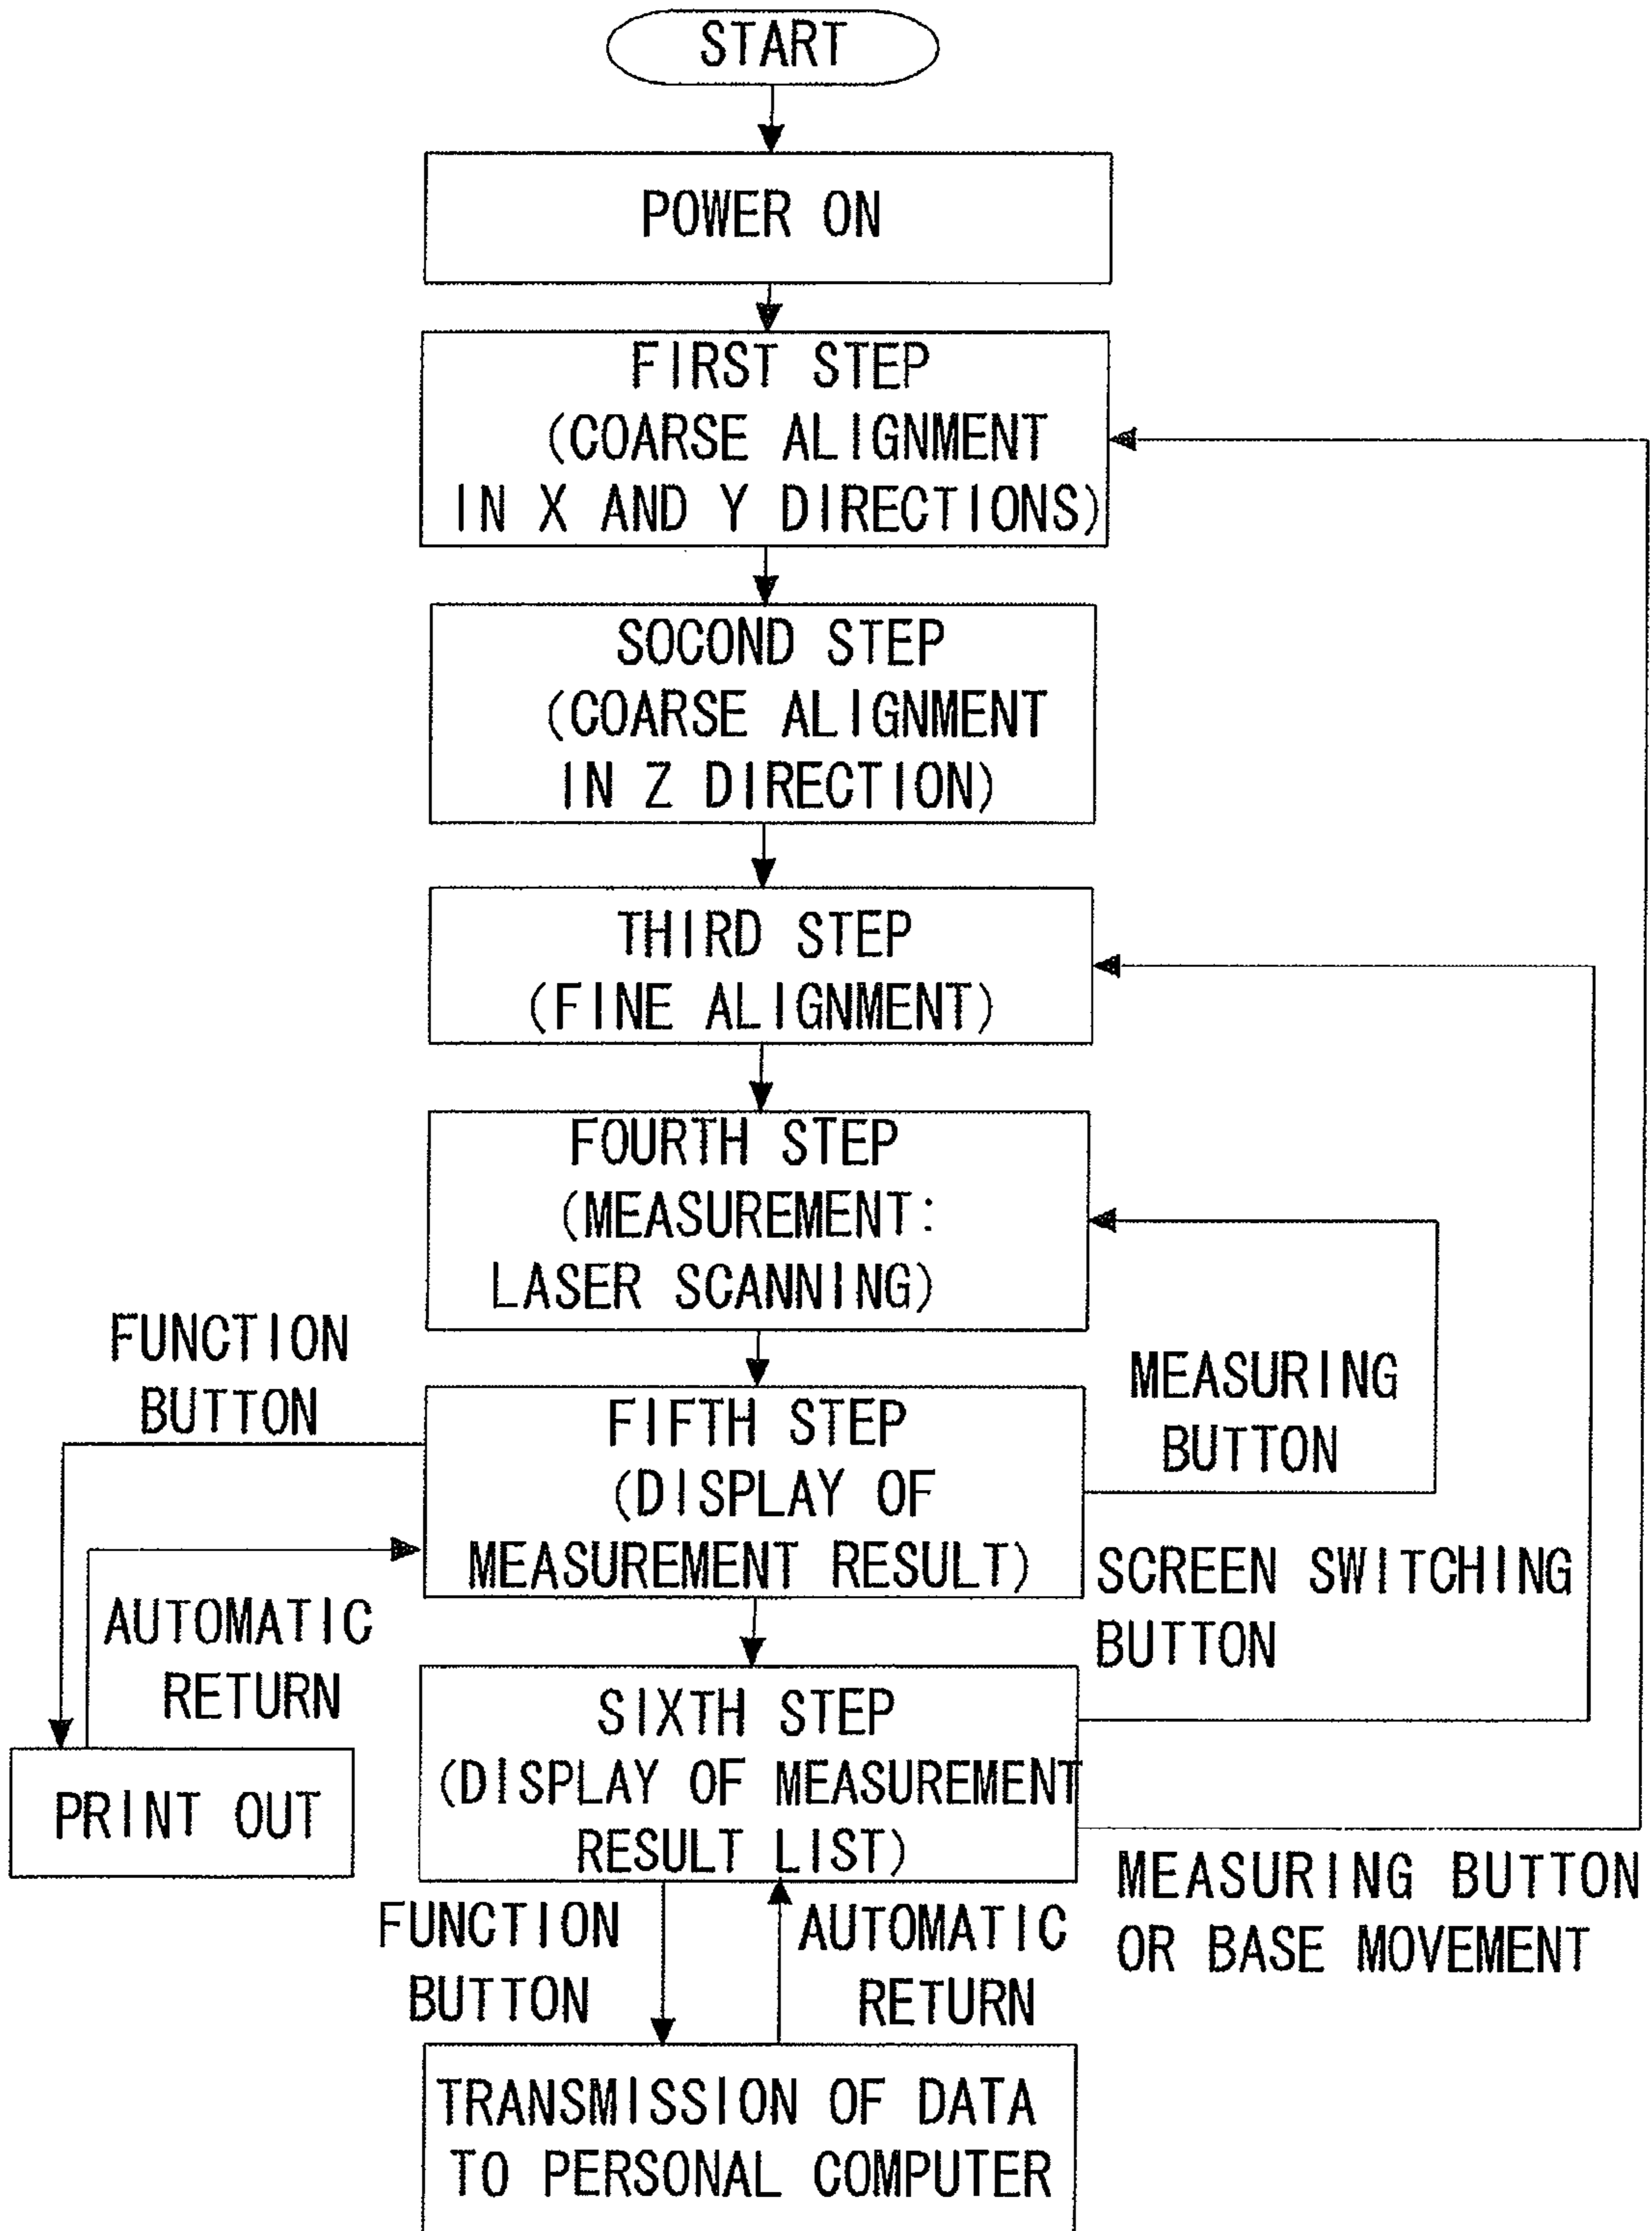 START
POWER ON
FIRST STEP
(COARSE ALIGNMENT
IN X AND Y DIRECTIONS)
SOCOND STEP
(COARSE ALIGNMENT
IN Z DIRECTION)
THIRD STEP
(FINE ALIGNMENT)
FOURTH STEP
(MEASUREMENT:
LASER SCANNING)
FUNCTION
BUTTON
MEASURING
BUTTON
FIFTH STEP
(DISPLAY OF
MEASUREMENT RESULT)
SCREEN SWITCHING
BUTTON
AUTOMATIC
RETURN
SIXTH STEP
(DISPLAY OF MEASUREMENT
RESULT LIST)
PRINT OUT
MEASURING BUTTON
OR BASE MOVEMENT
FUNCTION
BUTTON
AUTOMATIC
RETURN
TRANSMISSION OF DATA
TO PERSONAL COMPUTER